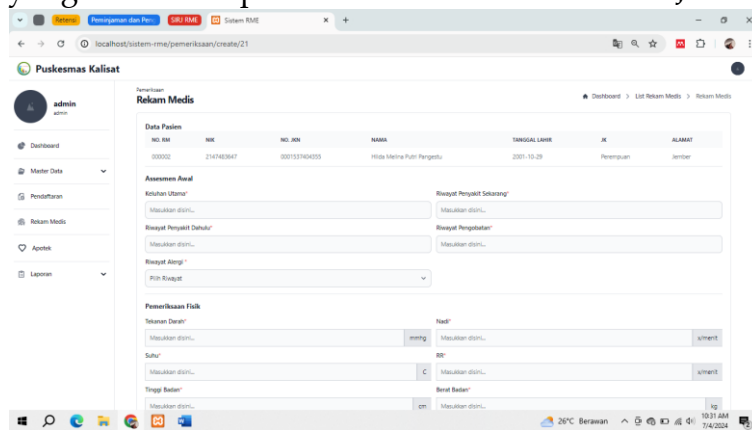 Retensi Peminjaman dan Pen SIRU RME Sistem RME
localhost/sistem-rme/pemeriksaan/create/21
Puskesmas Kalisat
admin
admin
Dashboard
Master Data
Pendaftaran
Rekam Medis
Apotek
Laporan
Pemeriksaan
Rekam Medis
Dashboard > List Rekam Medis > Rekam Medis
Data Pasien
NO. RM NIK NO. JKN NAMA TANGGAL LAHIR JK ALAMAT
000002 2147483647 0001537404355 Hilda Melina Putri Pangestu 2001-10-29 Perempuan Jember
Assesmen Awal
Keluhan Utama* Riwayat Penyakit Sekarang*
Masukkan disini... Masukkan disini...
Riwayat Penyakit Dahulu* Riwayat Pengobatan*
Masukkan disini... Masukkan disini...
Riwayat Alergi *
Pilih Riwayat
Pemeriksaan Fisik
Tekanan Darah* Nadi*
Masukkan disini... mmhg Masukkan disini... x/menit
Suhu* RR*
Masukkan disini... C Masukkan disini... x/menit
Tinggi Badan* Berat Badan*
Masukkan disini... cm Masukkan disini... kg
26°C Berawan
10:31 AM
7/4/2024